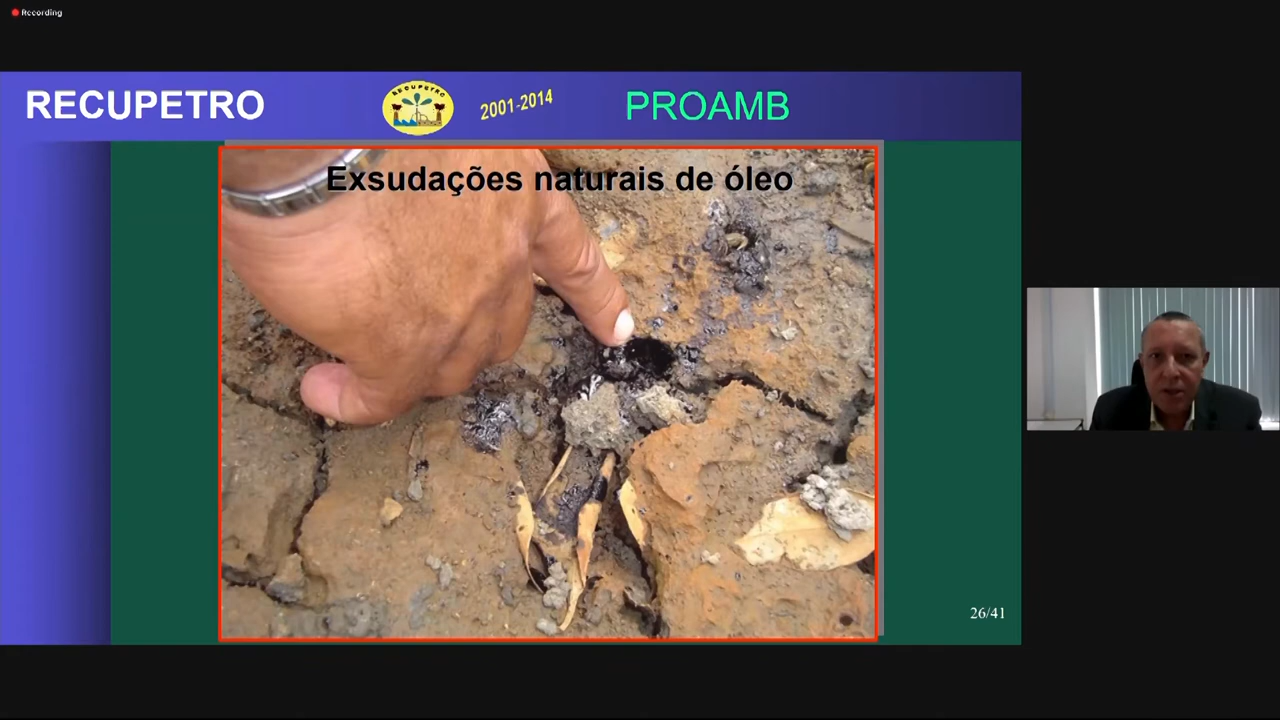 Recording
RECUPETRO
RECUPETRO
2001-2014
PROAMB
Exsudações naturais de óleo
26/41